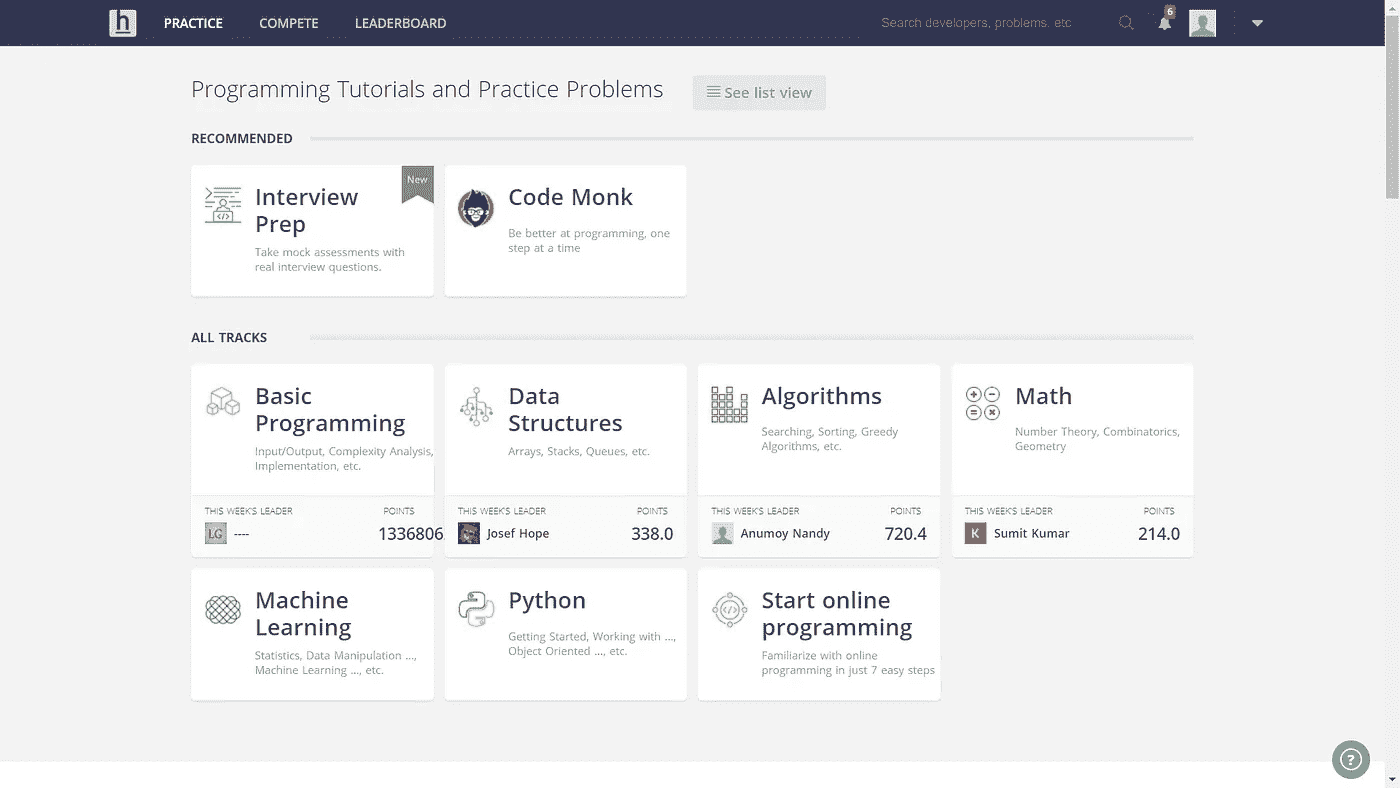 h PRACTICE COMPETE LEADERBOARD Search developers, problems. etc 6
Programming Tutorials and Practice Problems See list view
RECOMMENDED
Interview
Prep
New
Take mock assessments with
real interview questions.
Code Monk
Be better at programming, one
step at a time
ALL TRACKS
Basic
Programming
Input/Output, Complexity Analysis,
Implementation, etc.
THIS WEEK'S LEADER POINTS
LG ---- 1336806
Data
Structures
Arrays, Stacks, Queues, etc.
THIS WEEK'S LEADER POINTS
Josef Hope 338.0
Algorithms
Searching, Sorting, Greedy
Algorithms, etc.
THIS WEEK'S LEADER POINTS
Anumoy Nandy 720.4
Math
Number Theory, Combinatorics,
Geometry
THIS WEEK'S LEADER POINTS
K Sumit Kumar 214.0
Machine
Learning
Statistics, Data Manipulation ...,
Machine Learning ..., etc.
Python
Getting Started, Working with ...,
Object Oriented ..., etc.
Start online
programming
Familiarize with online
programming in just 7 easy steps
?